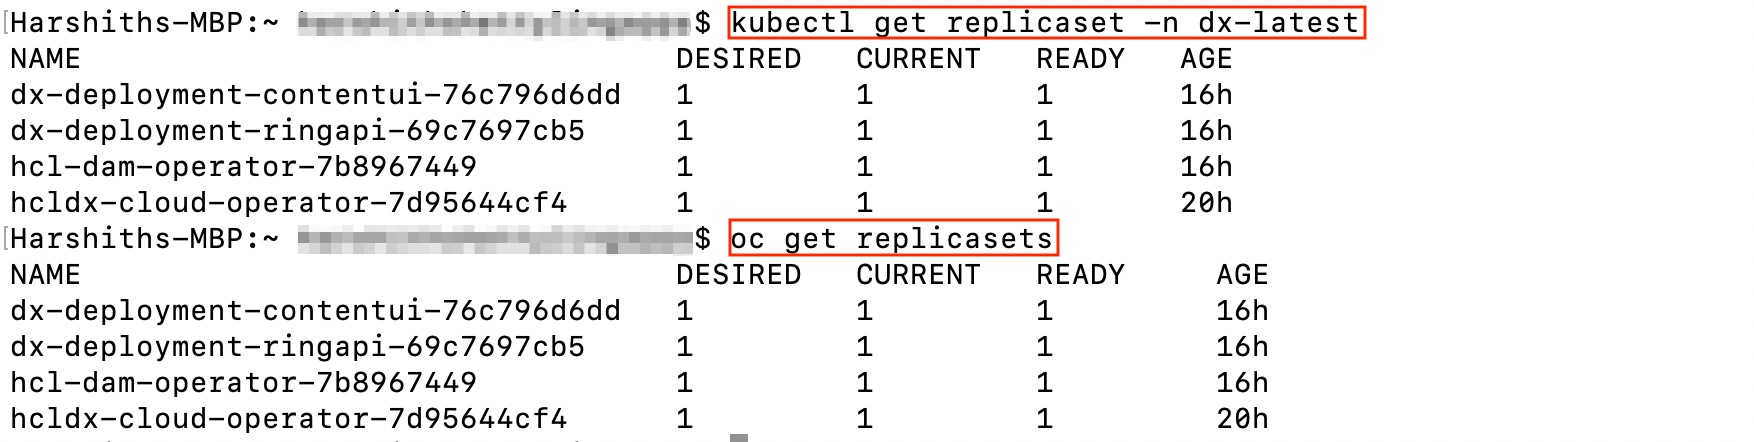 Harshiths-MBP:~ $ kubectl get replicaset -n dx-latest
NAME DESIRED CURRENT READY AGE
dx-deployment-contentui-76c796d6dd 1 1 1 16h
dx-deployment-ringapi-69c7697cb5 1 1 1 16h
hcl-dam-operator-7b8967449 1 1 1 16h
hcldx-cloud-operator-7d95644cf4 1 1 1 20h
Harshiths-MBP:~ $ oc get replicasets
NAME DESIRED CURRENT READY AGE
dx-deployment-contentui-76c796d6dd 1 1 1 16h
dx-deployment-ringapi-69c7697cb5 1 1 1 16h
hcl-dam-operator-7b8967449 1 1 1 16h
hcldx-cloud-operator-7d95644cf4 1 1 1 20h